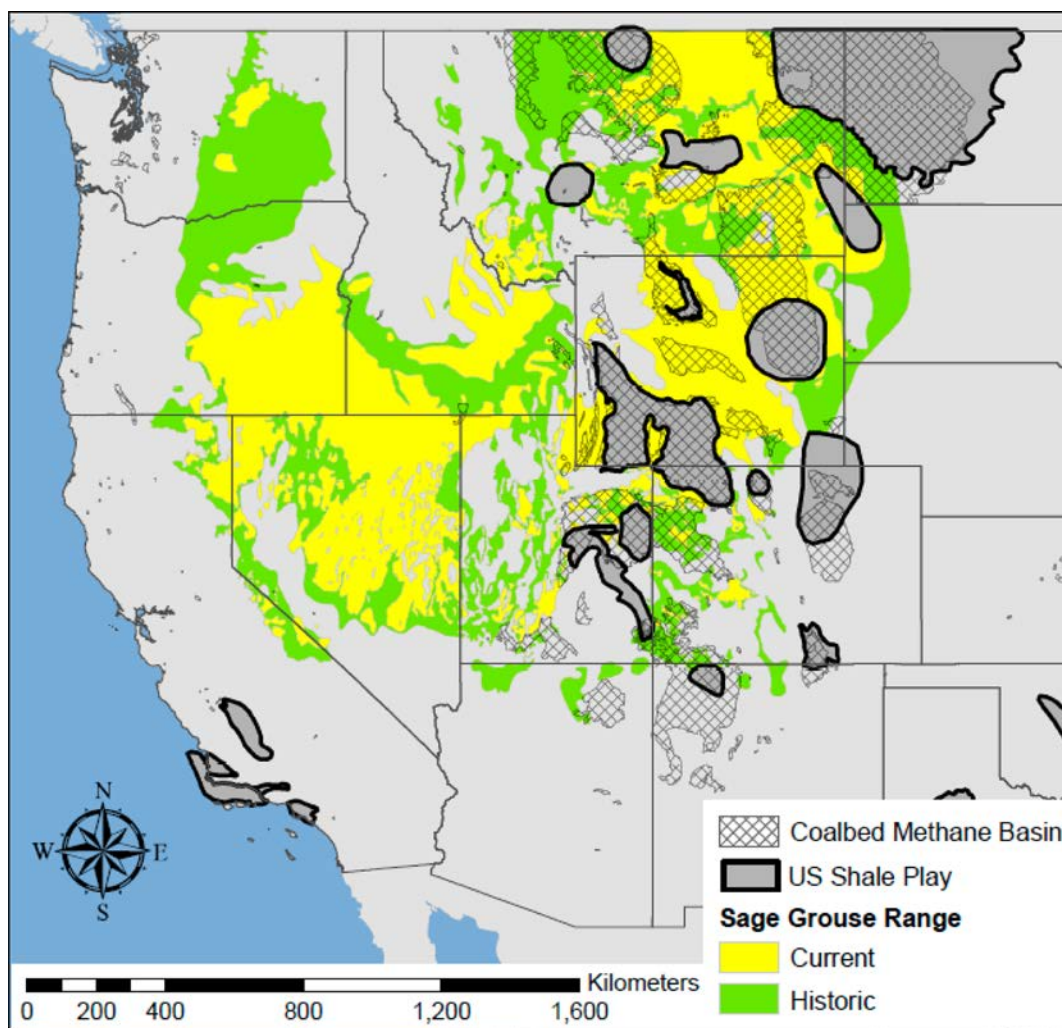 N
W E
S
Coalbed Methane Basin
US Shale Play
Sage Grouse Range
Current
Historic
Kilometers
0 200 400 800 1,200 1,600